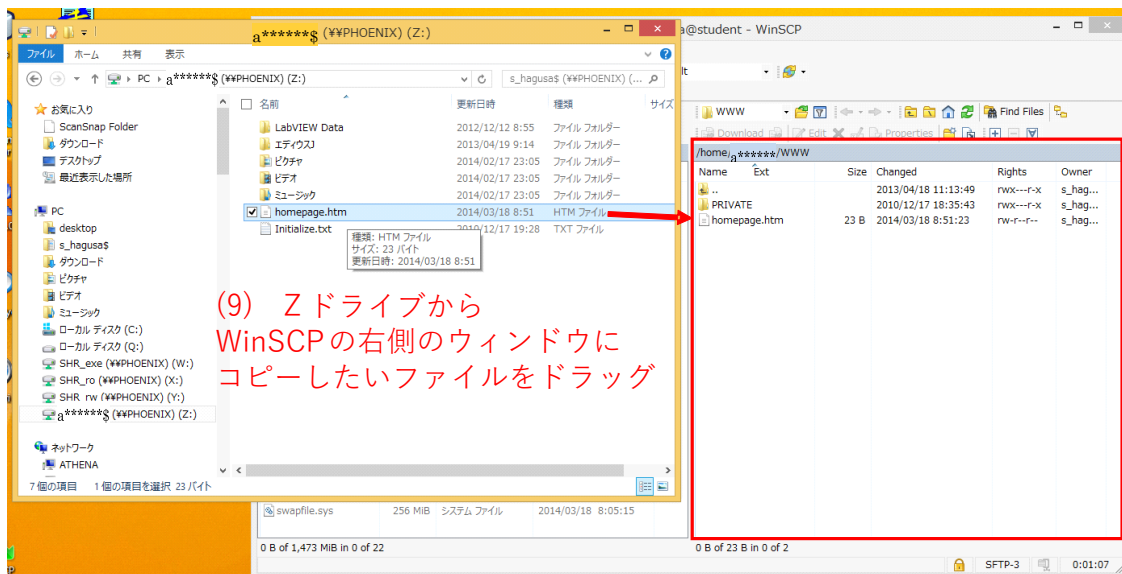 a******$ (¥¥PHOENIX) (Z:)
ファイル ホーム 共有 表示
PC a******$ (¥¥PHOENIX) (Z:)
s_hagusa$ (¥¥PHOENIX) (...
お気に入り
ScanSnap Folder
ダウンロード
デスクトップ
最近表示した場所
PC
desktop
s_hagusa$
ダウンロード
ピクチャ
ビデオ
ミュージック
ローカル ディスク (C:)
ローカル ディスク (Q:)
SHR_exe (¥¥PHOENIX) (W:)
SHR_ro (¥¥PHOENIX) (X:)
SHR_rw (¥¥PHOENIX) (Y:)
a******$ (¥¥PHOENIX) (Z:)
ネットワーク
ATHENA
名前 更新日時 種類 サイズ
LabVIEW Data 2012/12/12 8:55 ファイル フォルダー
エディウスJ 2013/04/19 9:14 ファイル フォルダー
ピクチャ 2014/02/17 23:05 ファイル フォルダー
ビデオ 2014/02/17 23:05 ファイル フォルダー
ミュージック 2014/02/17 23:05 ファイル フォルダー
homepage.htm 2014/03/18 8:51 HTM ファイル
Initialize.txt 2010/12/17 19:28 TXT ファイル
種類: HTM ファイル
サイズ: 23 バイト
更新日時: 2014/03/18 8:51
(9) Zドライブから
WinSCPの右側のウィンドウに
コピーしたいファイルをドラッグ
7 個の項目 1 個の項目を選択 23 バイト
swapfile.sys 256 MiB システム ファイル 2014/03/18 8:05:15
0 B of 1,473 MiB in 0 of 22
a@student - WinSCP
lt
WWW Find Files
Download Edit Properties
/home/a******/WWW
Name Ext Size Changed Rights Owner
.. 2013/04/18 11:13:49 rwx---r-x s_hag...
PRIVATE 2010/12/17 18:35:43 rwx---r-x s_hag...
homepage.htm 23 B 2014/03/18 8:51:23 rw-r--r-- s_hag...
0 B of 23 B in 0 of 2
SFTP-3 0:01:07